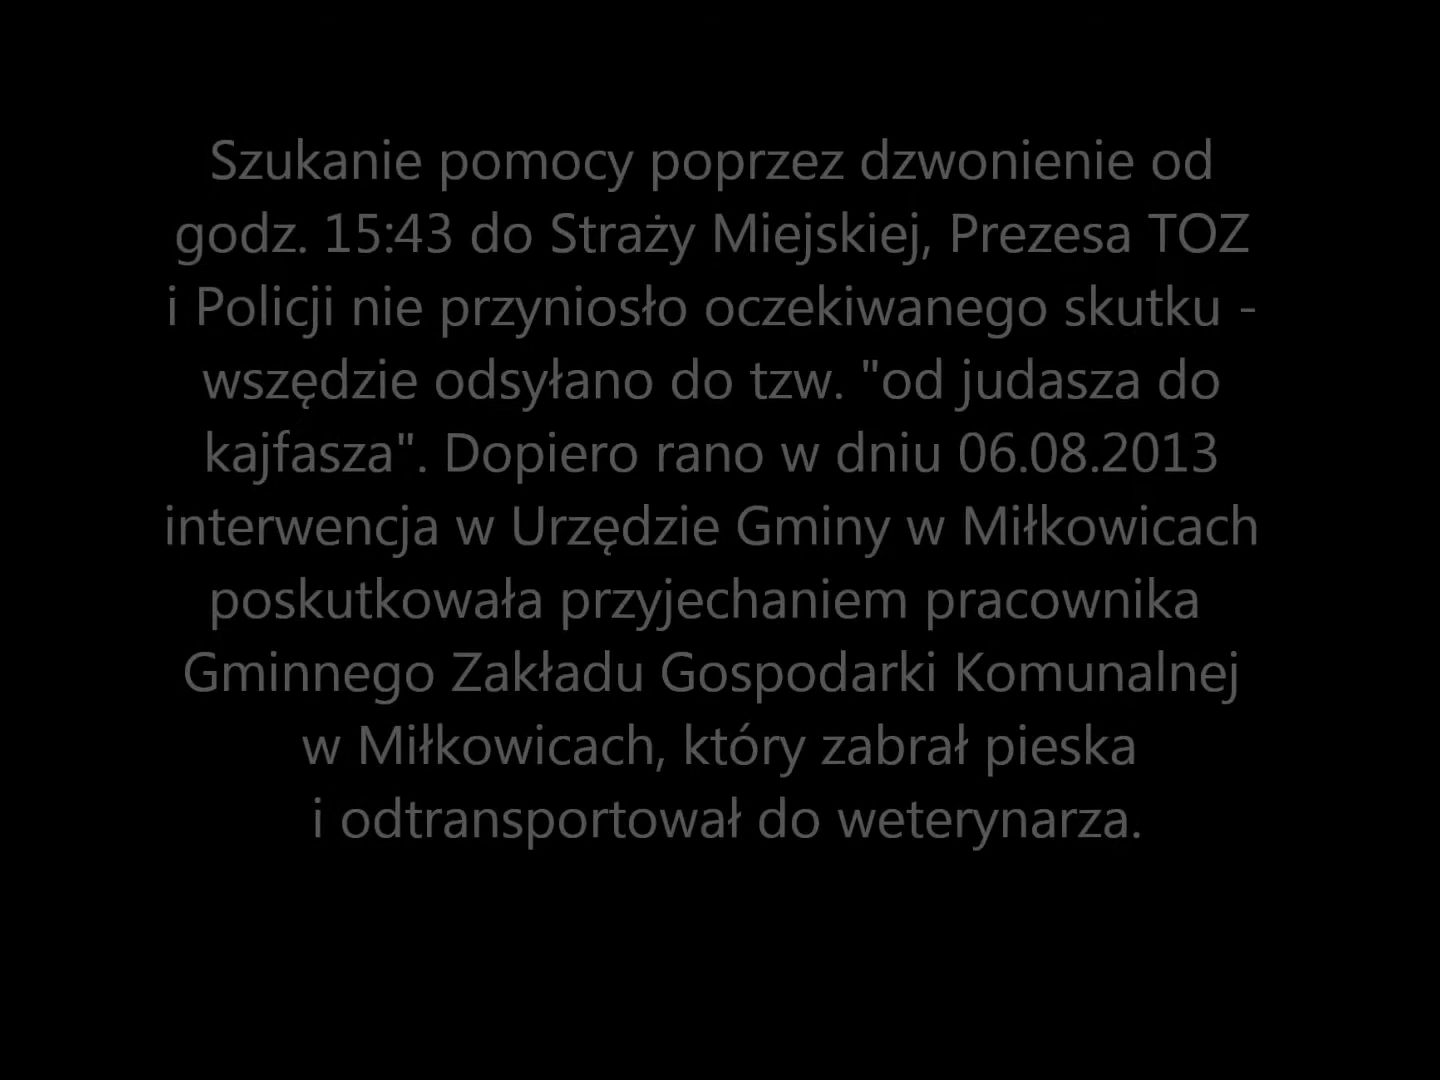 Szukanie pomocy poprzez dzwonienie od
godz. 15:43 do Straży Miejskiej, Prezesa TOZ
i Policji nie przyniosło oczekiwanego skutku -
wszędzie odsyłano do tzw. "od judasza do
kajfasza". Dopiero rano w dniu 06.08.2013
interwencja w Urzędzie Gminy w Miłkowicach
poskutkowała przyjechaniem pracownika
Gminnego Zakładu Gospodarki Komunalnej
w Miłkowicach, który zabrał pieska
i odtransportował do weterynarza.